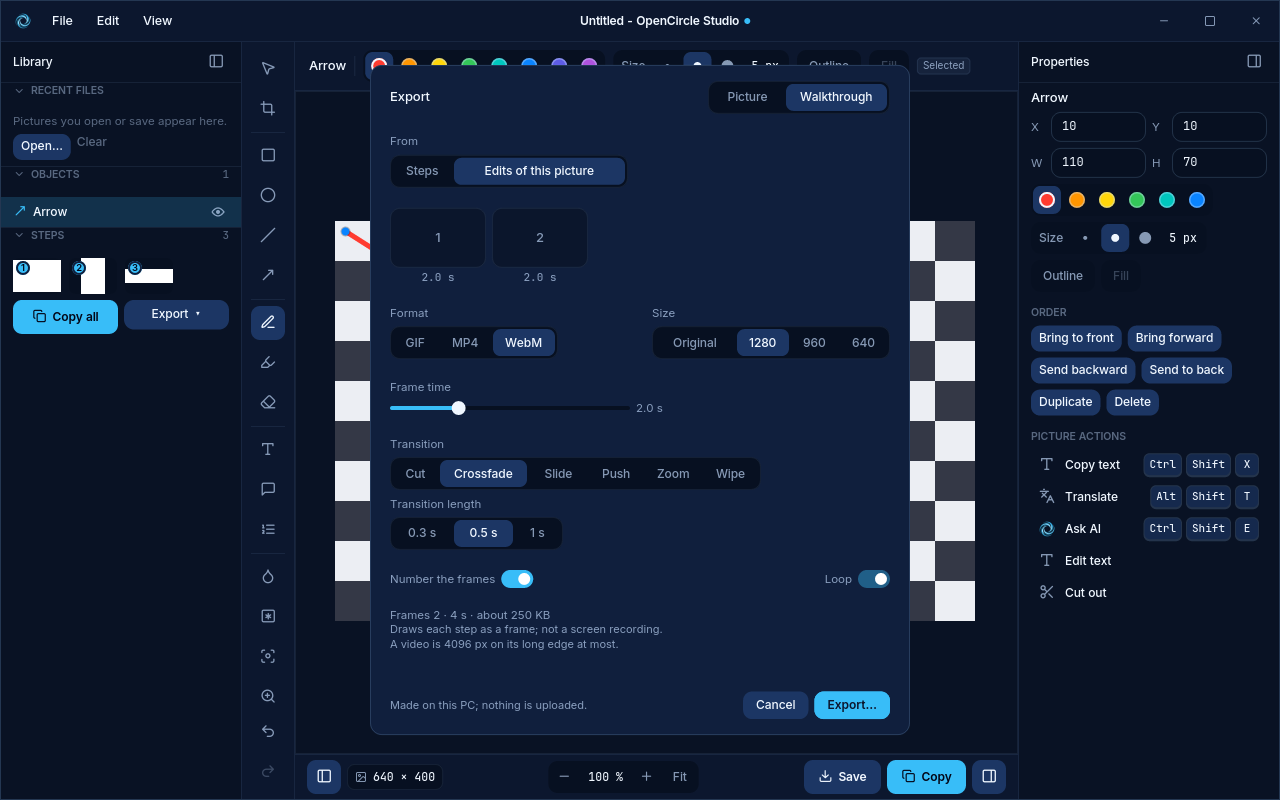 File Edit View
Untitled - OpenCircle Studio
Library
RECENT FILES
Pictures you open or save appear here.
Open... Clear
OBJECTS 1
Arrow
STEPS 3
1 2 3
Copy all
Export
Arrow
Size 5 px Outline Fill Selected
Export
Picture Walkthrough
From
Steps Edits of this picture
1 2
2.0 s 2.0 s
Format Size
GIF MP4 WebM Original 1280 960 640
Frame time
2.0 s
Transition
Cut Crossfade Slide Push Zoom Wipe
Transition length
0.3 s 0.5 s 1 s
Number the frames Loop
Frames 2 · 4 s · about 250 KB
Draws each step as a frame; not a screen recording.
A video is 4096 px on its long edge at most.
Made on this PC; nothing is uploaded.
Cancel Export...
640 × 400
100 % Fit
Save Copy
Properties
Arrow
X 10 Y 10
W 110 H 70
Size 5 px
Outline Fill
ORDER
Bring to front Bring forward
Send backward Send to back
Duplicate Delete
PICTURE ACTIONS
Copy text Ctrl Shift X
Translate Alt Shift T
Ask AI Ctrl Shift E
Edit text
Cut out